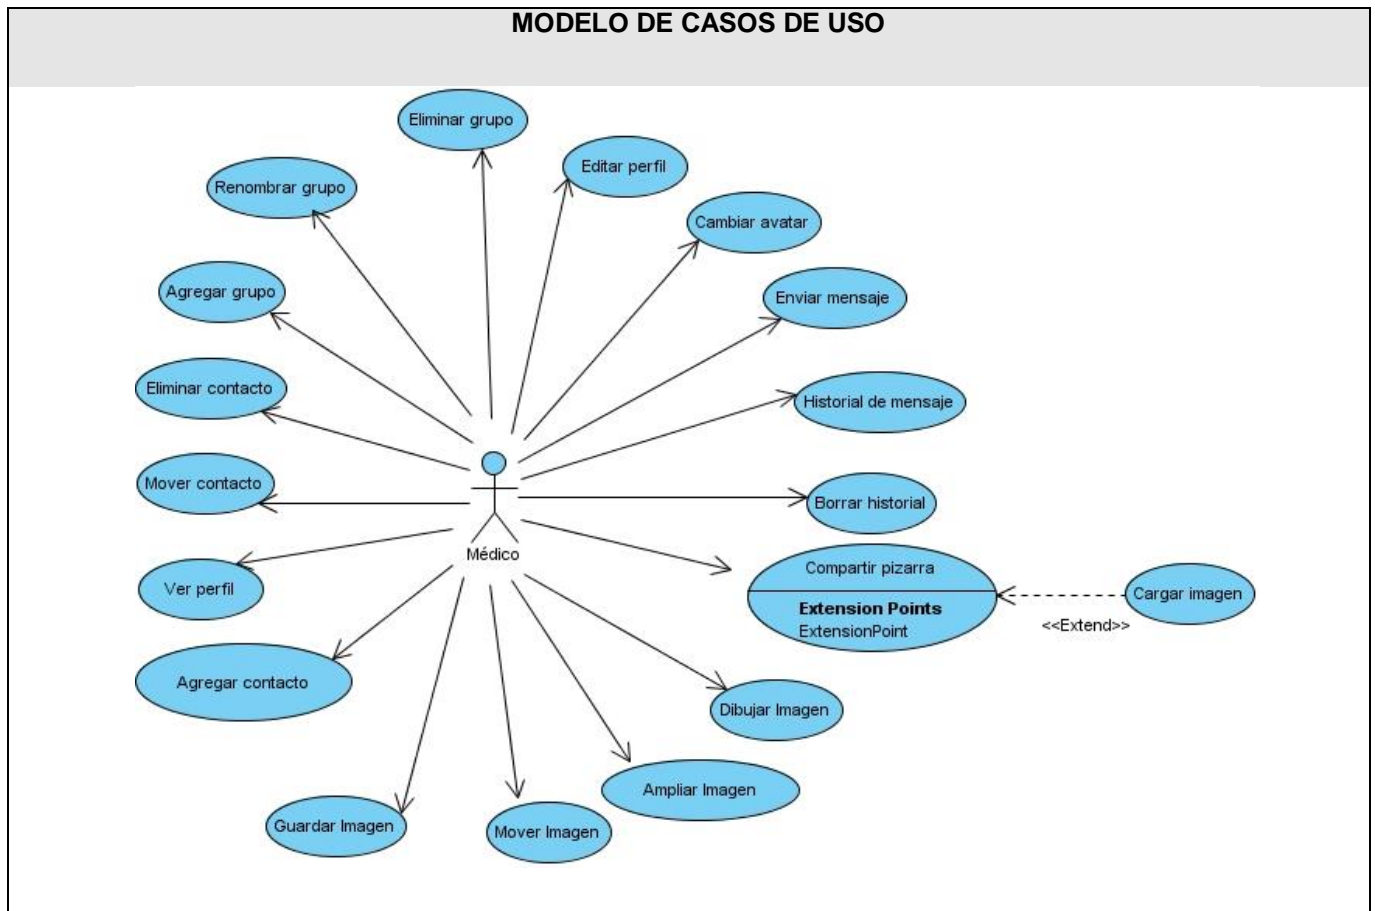 MODELO DE CASOS DE USO
Eliminar grupo
Editar perfil
Renombrar grupo
Cambiar avatar
Agregar grupo
Enviar mensaje
Eliminar contacto
Historial de mensaje
Mover contacto
Borrar historial
Médico
Compartir pizarra
Extension Points
ExtensionPoint
Cargar imagen
<<Extend>>
Ver perfil
Agregar contacto
Dibujar Imagen
Ampliar Imagen
Guardar Imagen
Mover Imagen